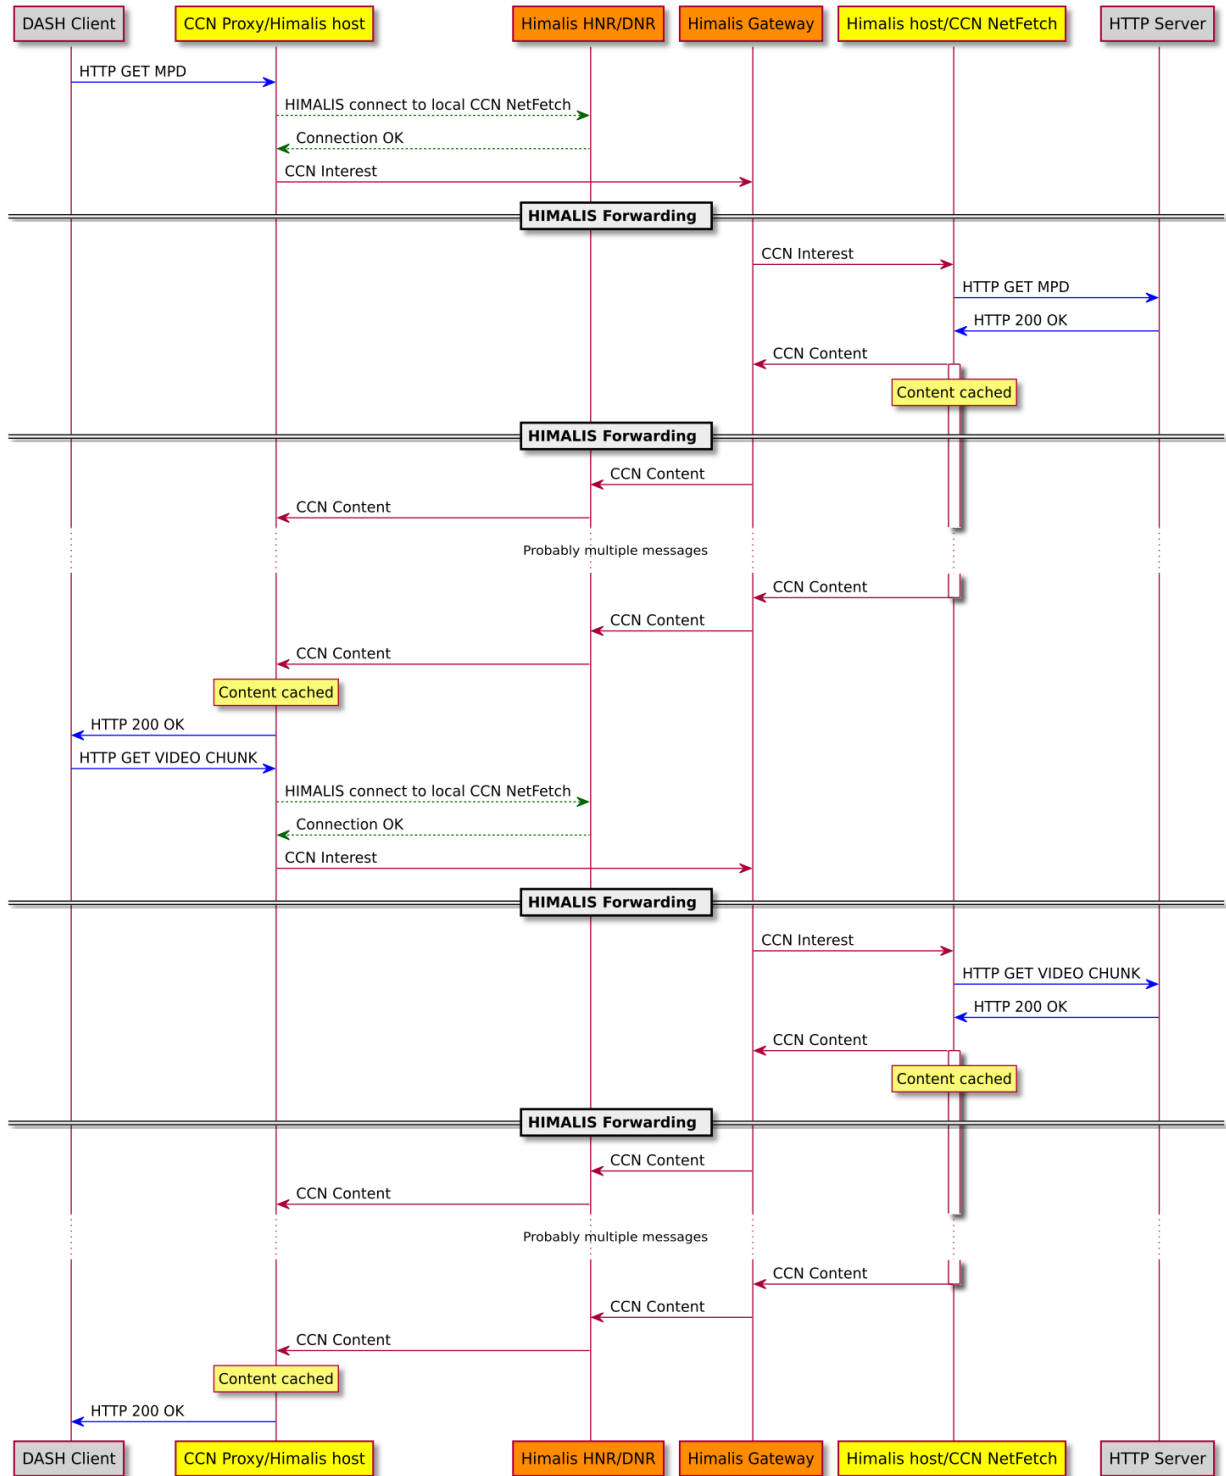 DASH Client
CCN Proxy/Himalis host
Himalis HNR/DNR
Himalis Gateway
Himalis host/CCN NetFetch
HTTP Server
HTTP GET MPD
HIMALIS connect to local CCN NetFetch
Connection OK
CCN Interest
HIMALIS Forwarding
CCN Interest
HTTP GET MPD
HTTP 200 OK
CCN Content
Content cached
HIMALIS Forwarding
CCN Content
CCN Content
Probably multiple messages
CCN Content
CCN Content
CCN Content
Content cached
HTTP 200 OK
HTTP GET VIDEO CHUNK
HIMALIS connect to local CCN NetFetch
Connection OK
CCN Interest
HIMALIS Forwarding
CCN Interest
HTTP GET VIDEO CHUNK
HTTP 200 OK
CCN Content
Content cached
HIMALIS Forwarding
CCN Content
CCN Content
Probably multiple messages
CCN Content
CCN Content
CCN Content
Content cached
HTTP 200 OK
DASH Client
CCN Proxy/Himalis host
Himalis HNR/DNR
Himalis Gateway
Himalis host/CCN NetFetch
HTTP Server